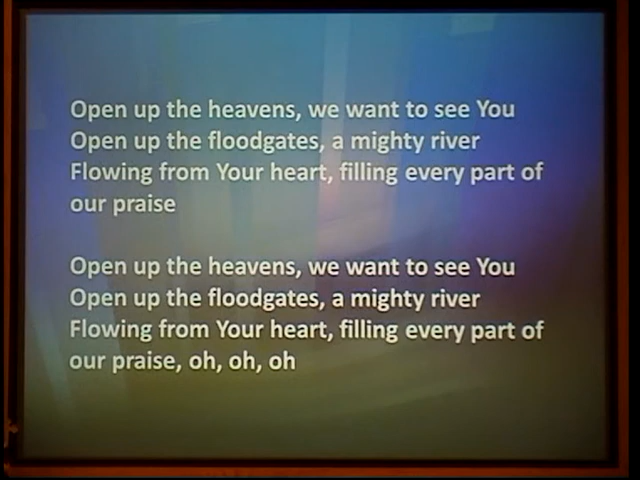 Open up the heavens, we want to see You
Open up the floodgates, a mighty river
Flowing from Your heart, filling every part of
our praise
Open up the heavens, we want to see You
Open up the floodgates, a mighty river
Flowing from Your heart, filling every part of
our praise, oh, oh, oh